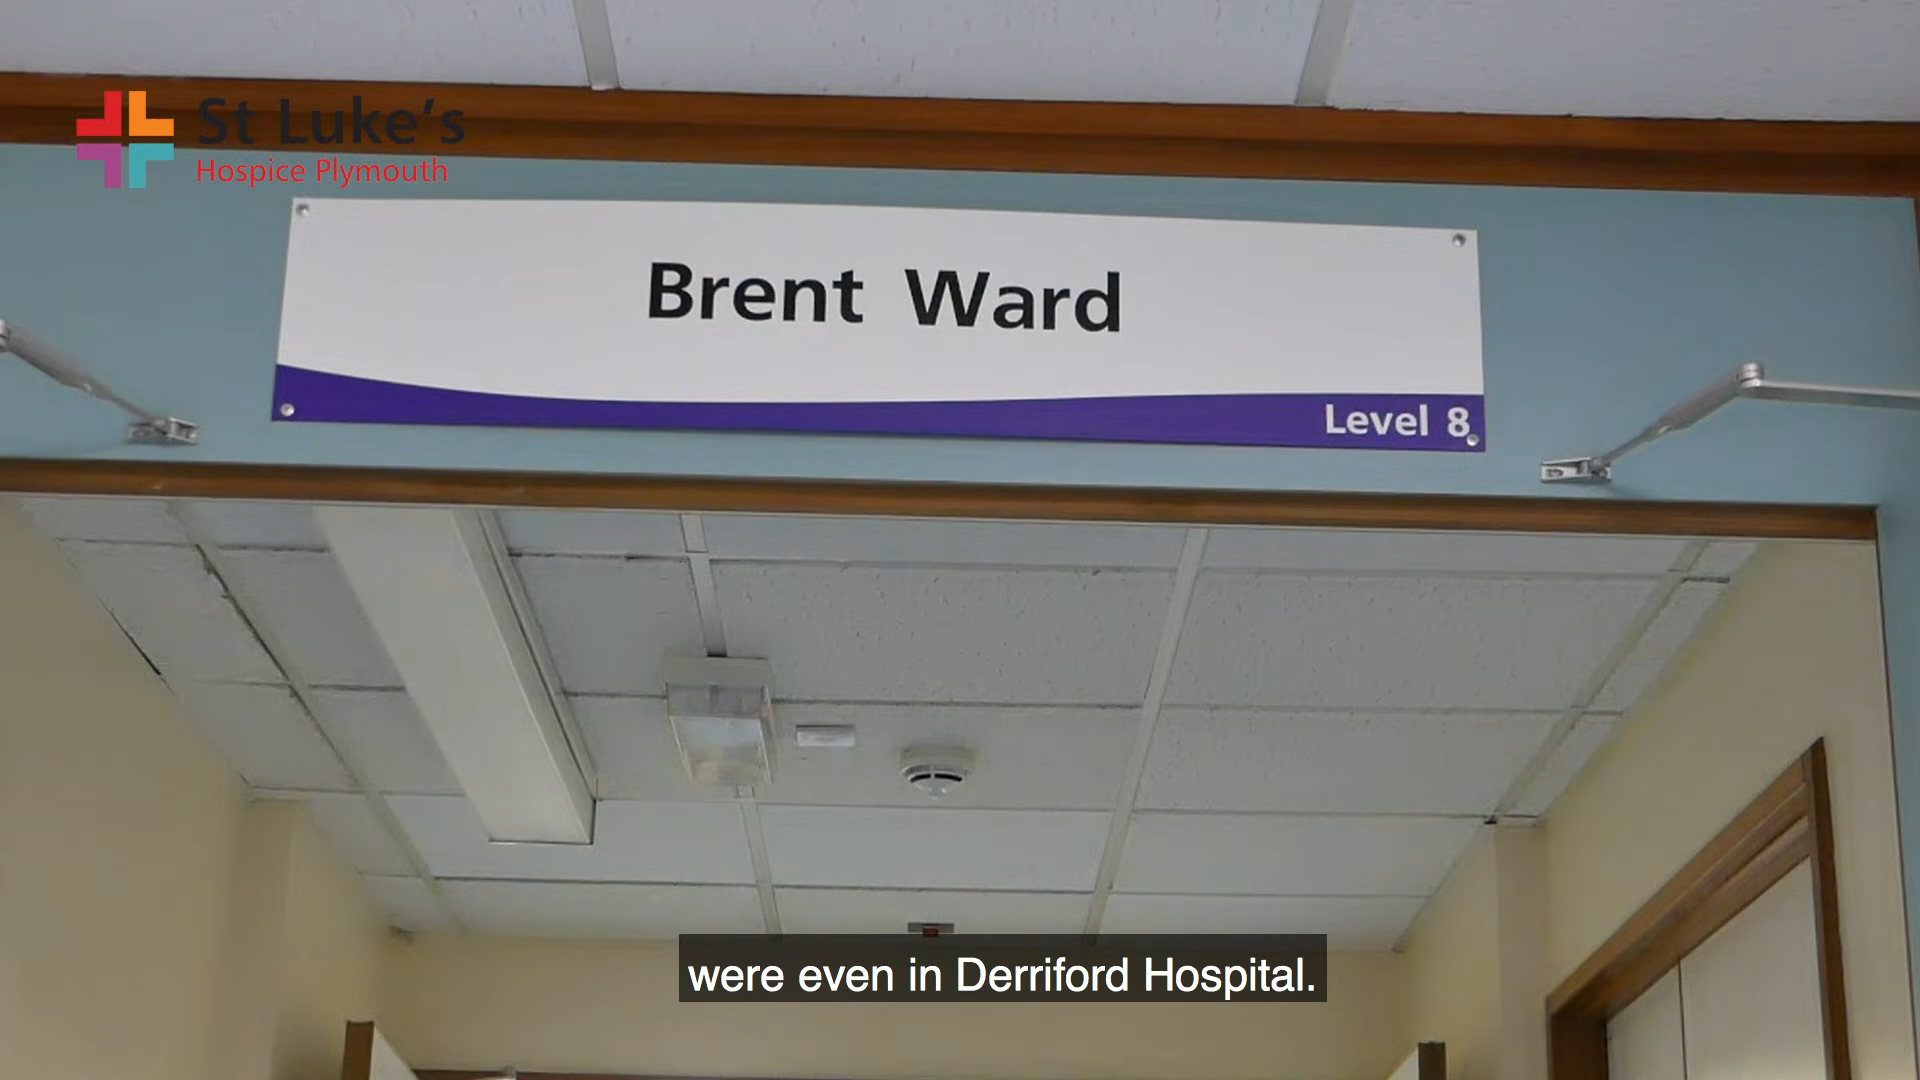 St Luke's
Hospice Plymouth
Brent Ward
Level 8
were even in Derriford Hospital.